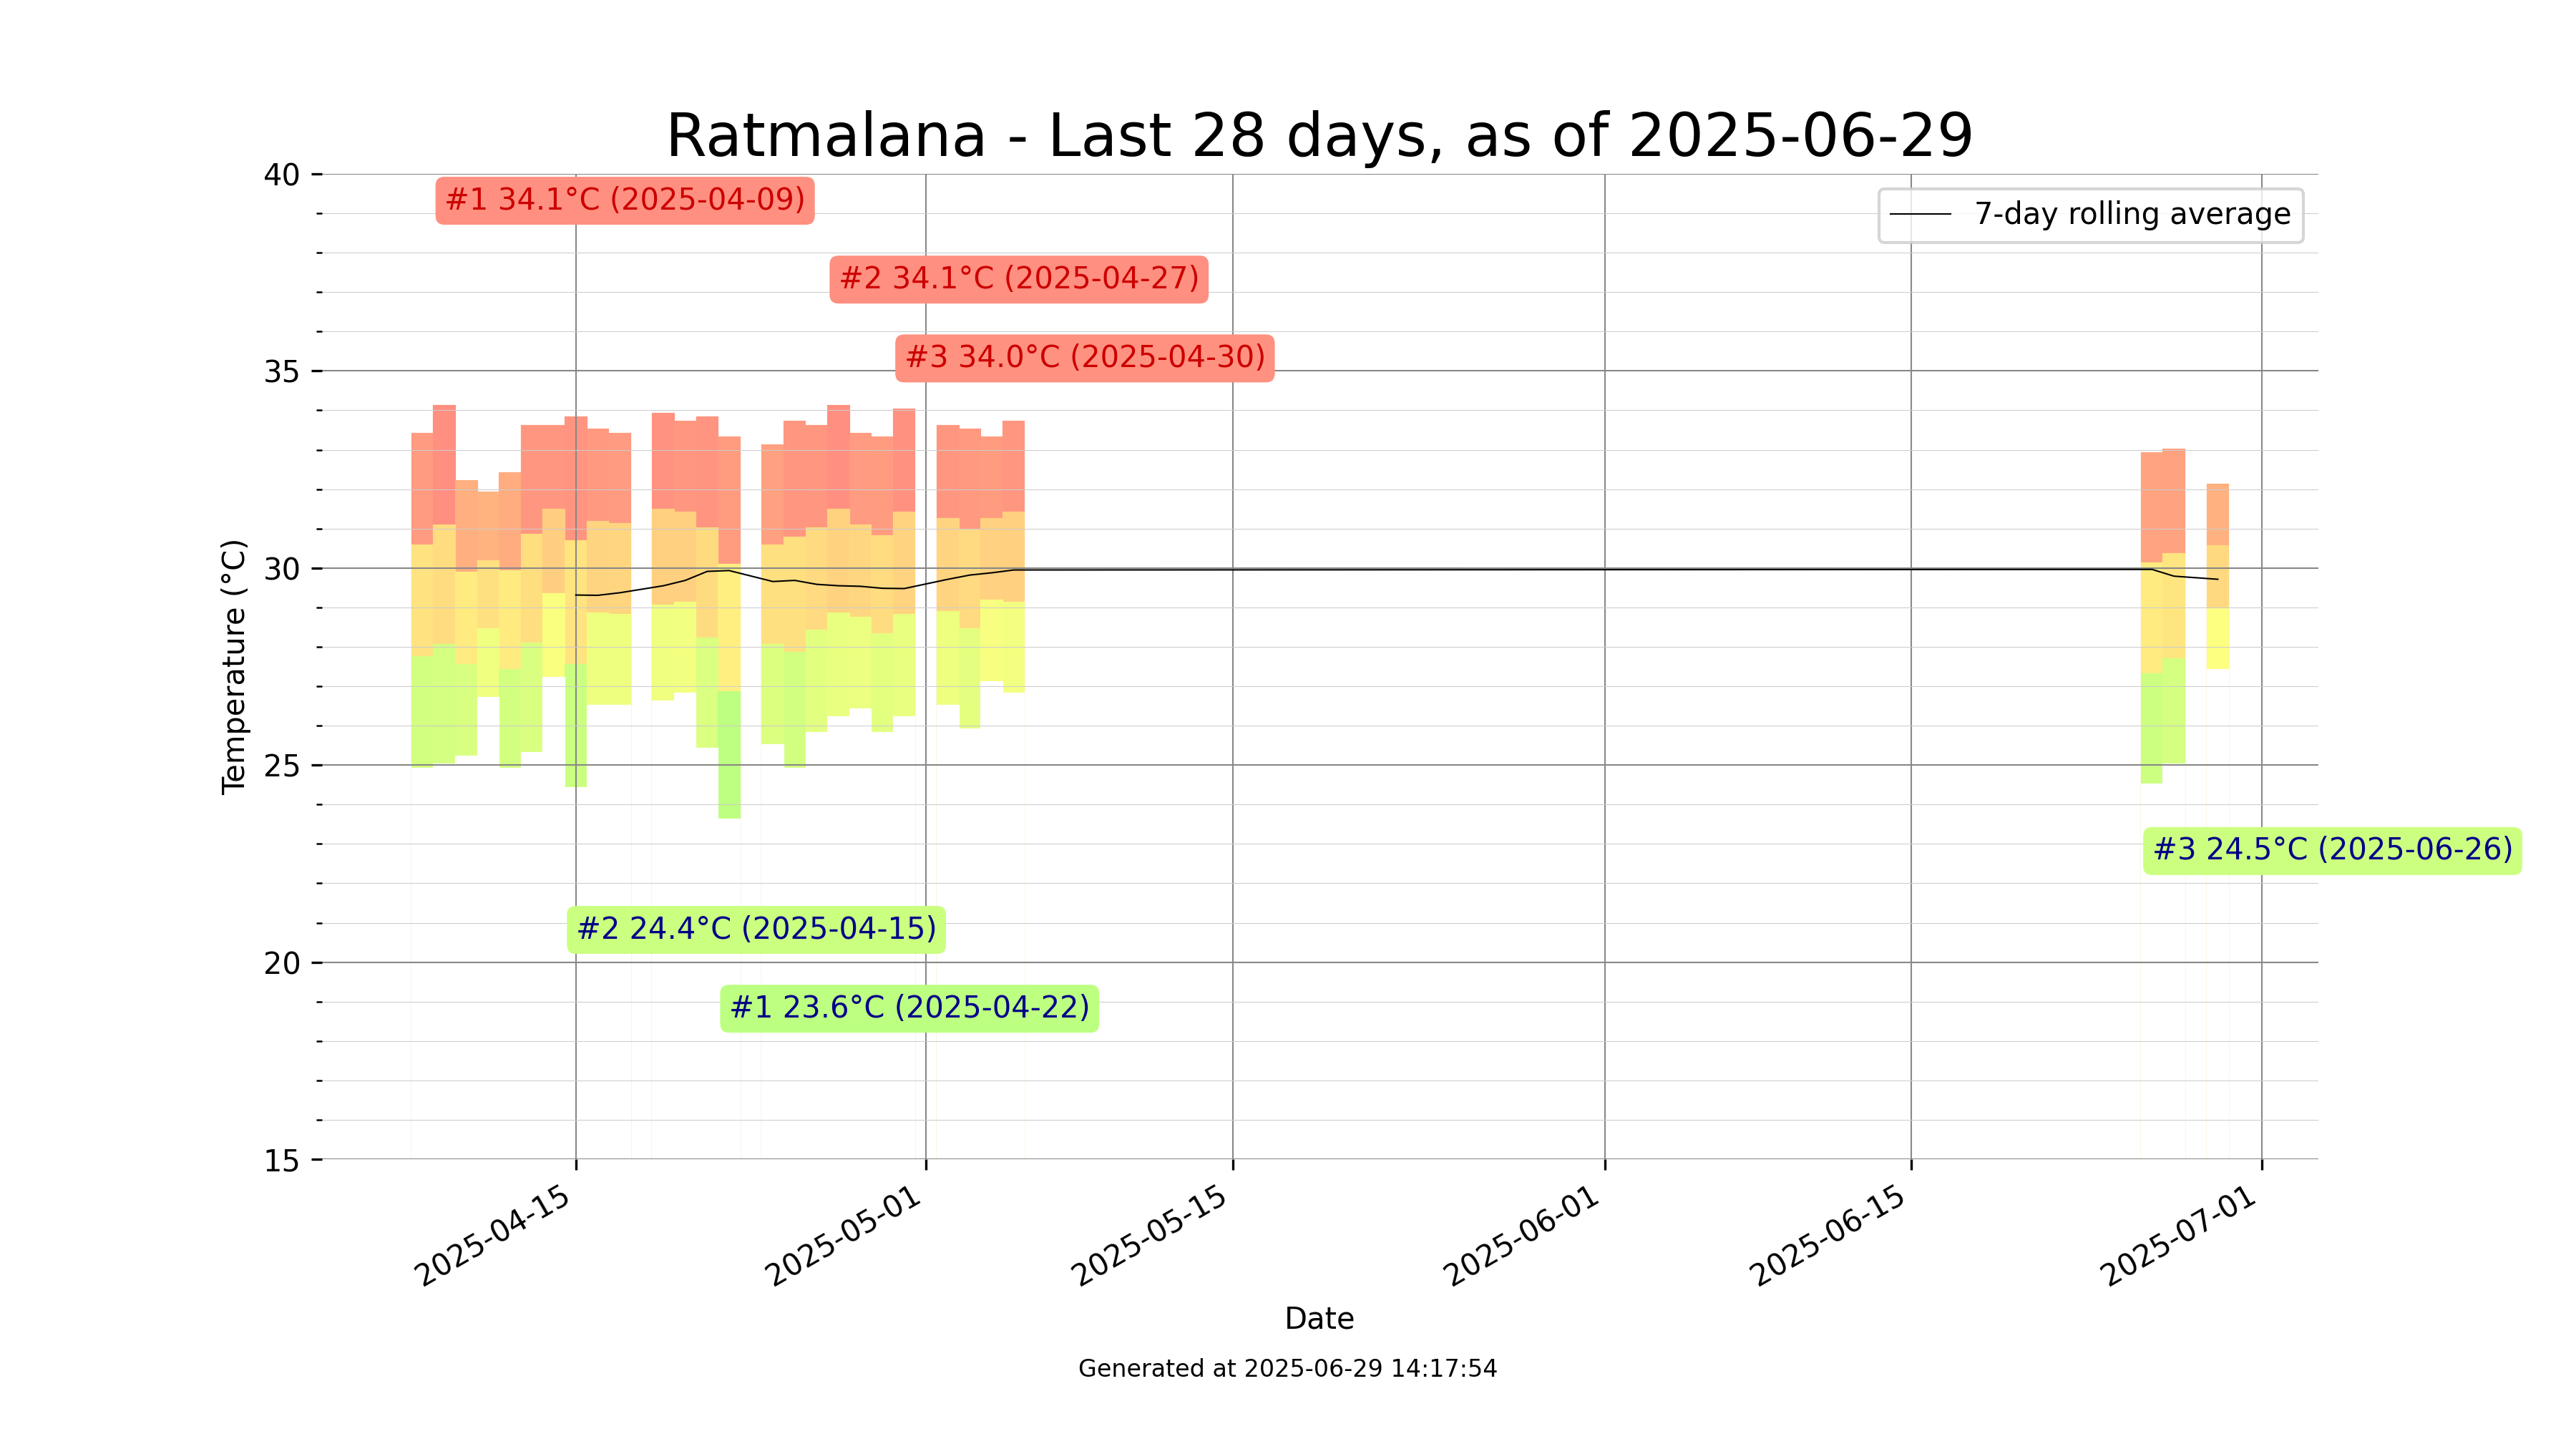 Ratmalana - Last 28 days, as of 2025-06-29
40
#1 34.1°C (2025-04-09)
7-day rolling average
#2 34.1°C (2025-04-27)
#3 34.0°C (2025-04-30)
35
30
Temperature (°C)
25
#3 24.5°C (2025-06-26)
#2 24.4°C (2025-04-15)
20
#1 23.6°C (2025-04-22)
15
2025-04-15
2025-05-01
2025-05-15
2025-06-01
2025-06-15
2025-07-01
Date
Generated at 2025-06-29 14:17:54